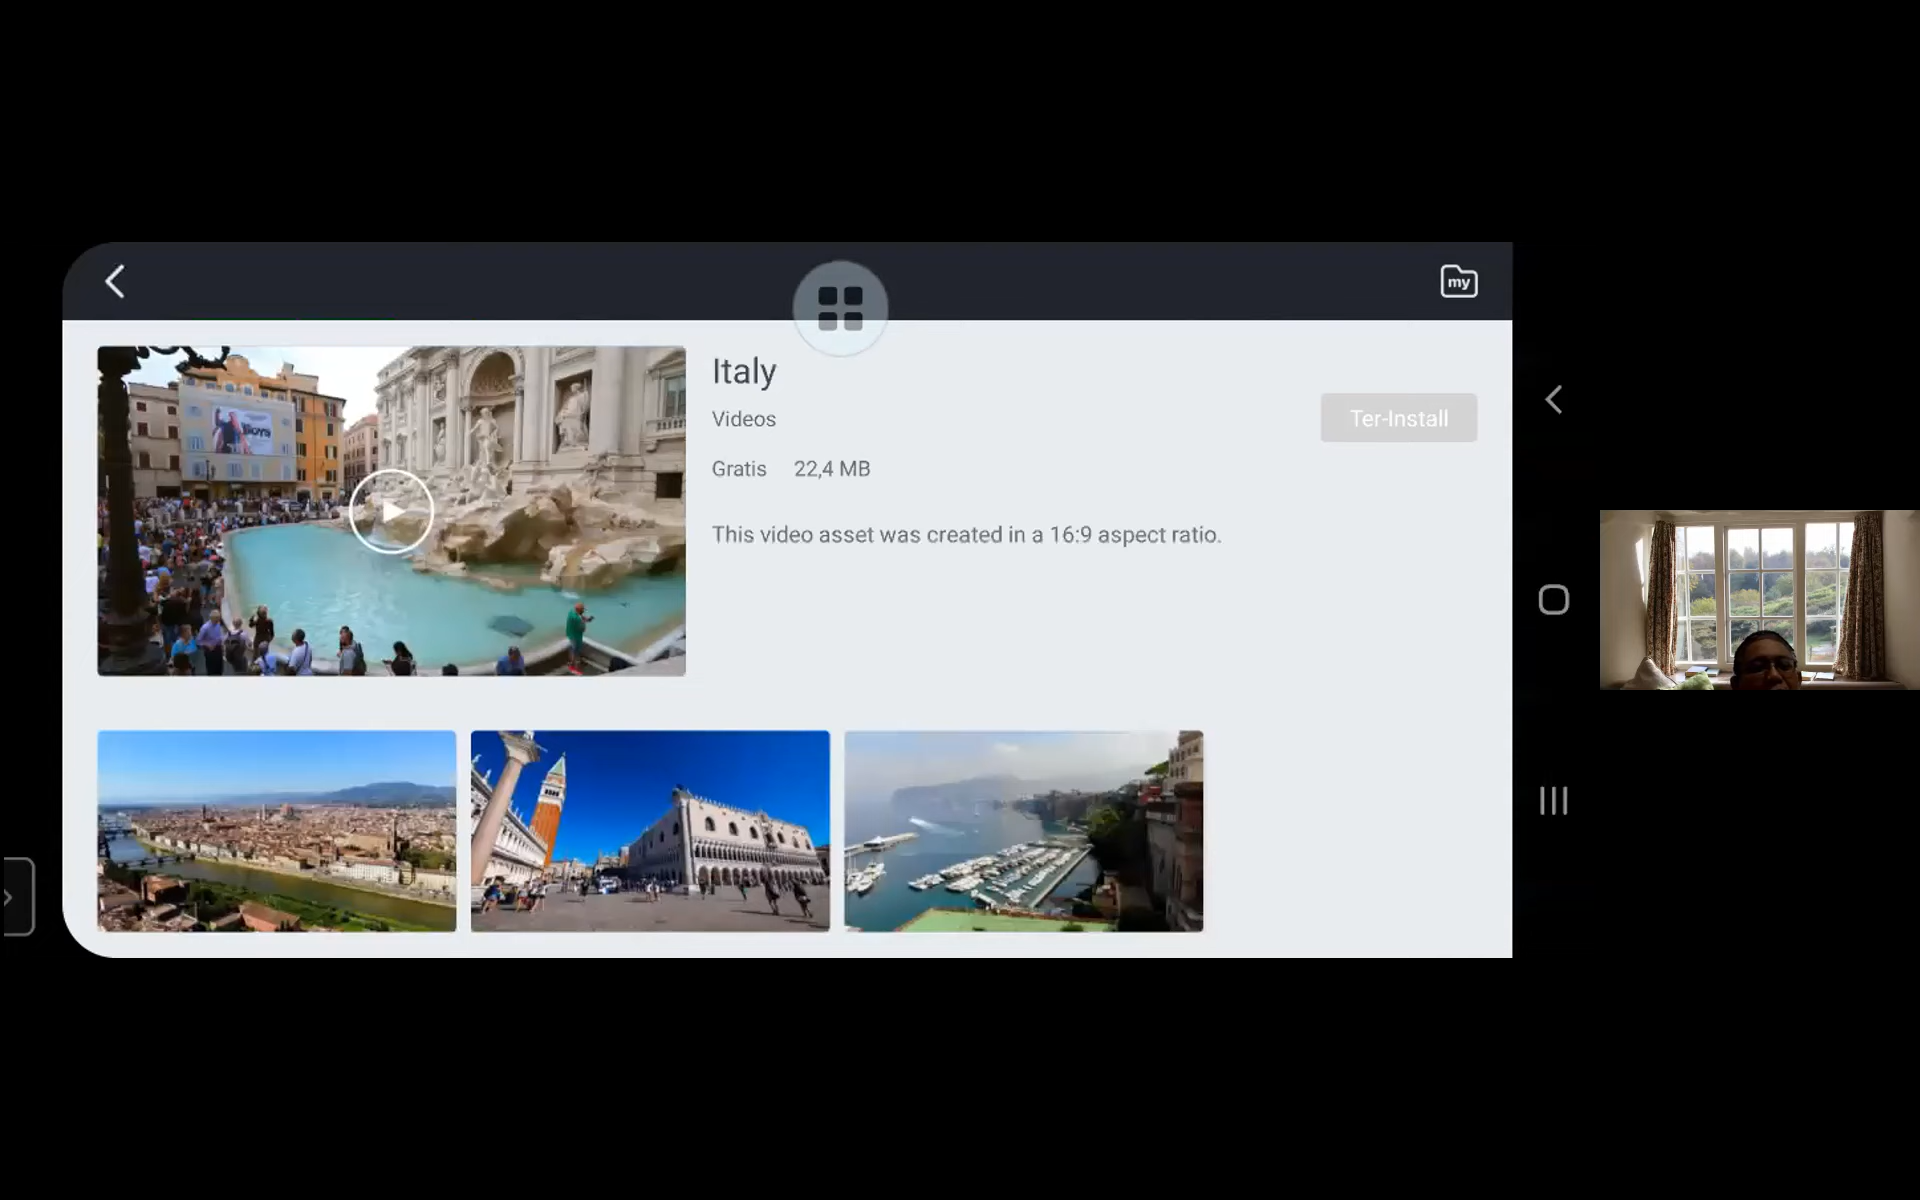 my
Italy
Videos
Ter-Install
Gratis 22,4 MB
This video asset was created in a 16:9 aspect ratio.
BOYS